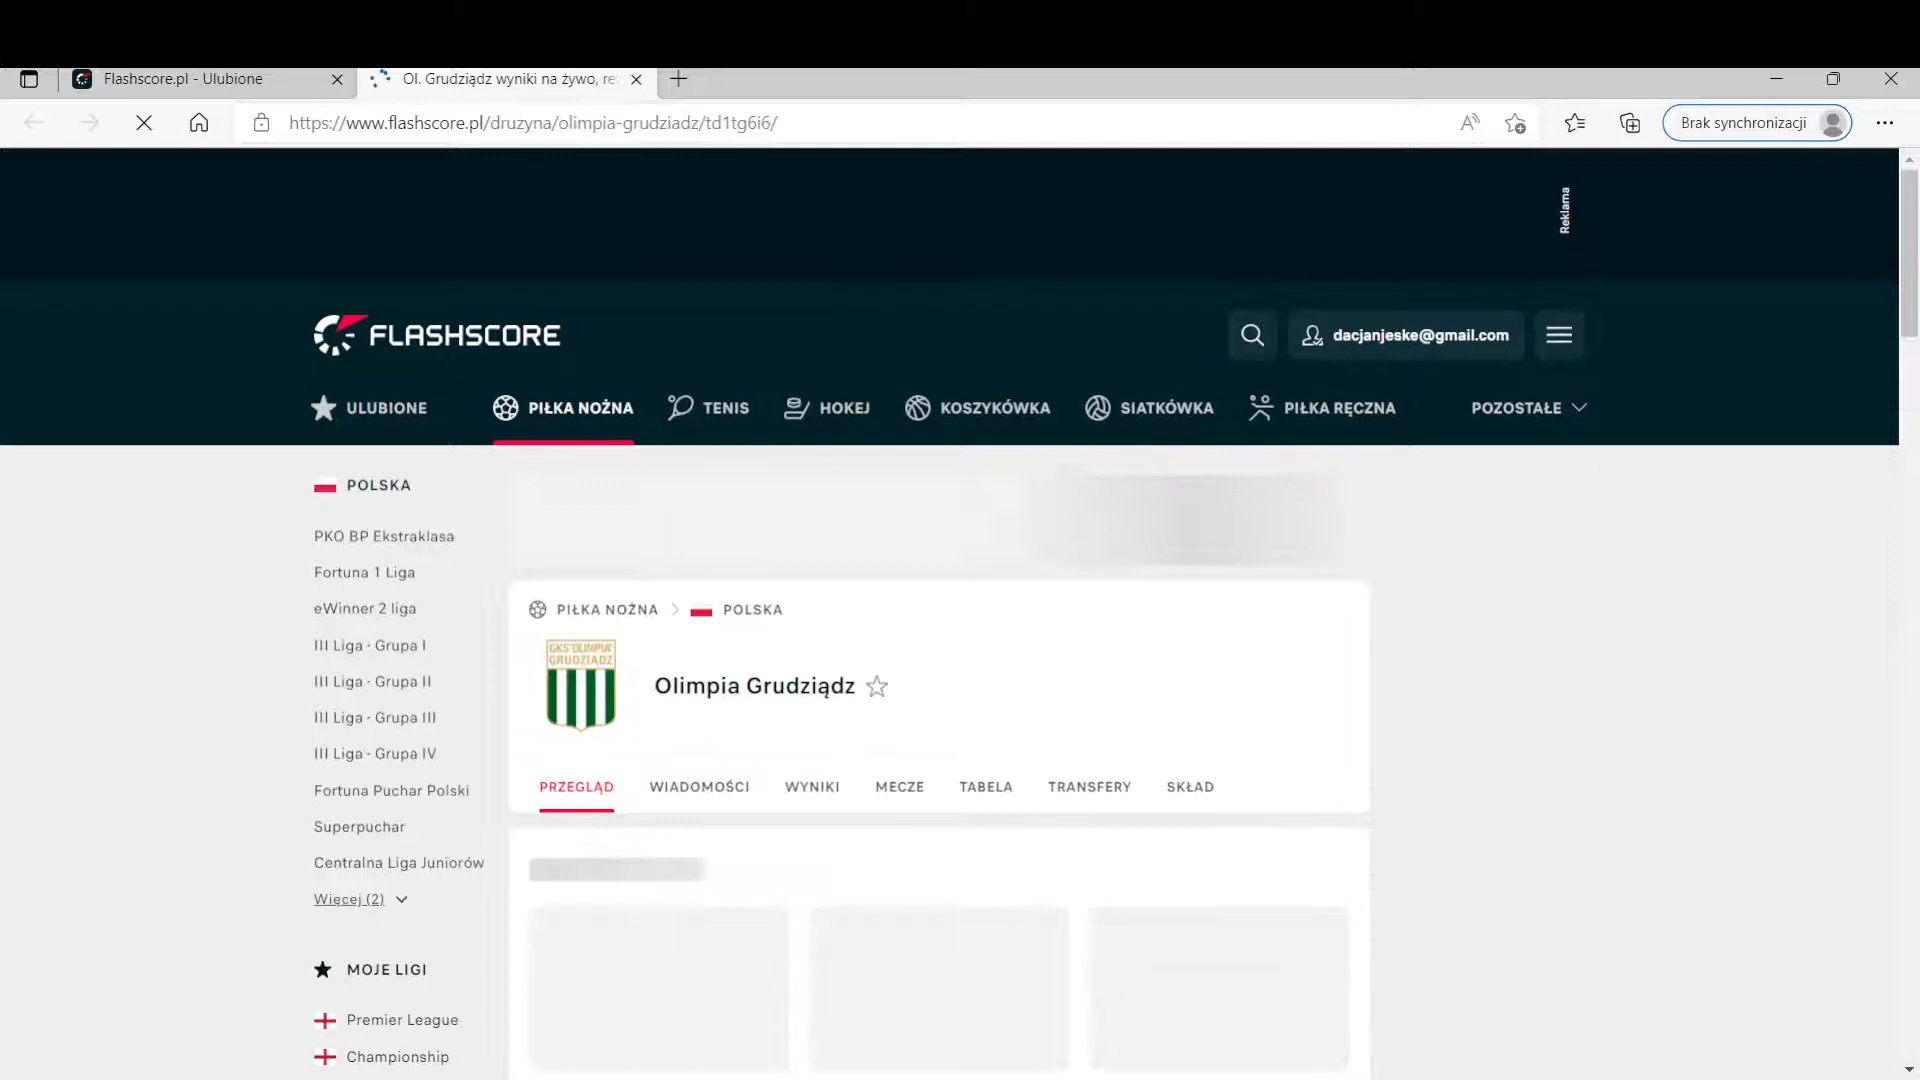 Flashscore.pl - Ulubione
Ol. Grudziądz wyniki na żywo, res
https://www.flashscore.pl/druzyna/olimpia-grudziadz/td1tg6i6/
Brak synchronizacji
Reklama
FLASHSCORE
dacjanjeske@gmail.com
ULUBIONE
PIŁKA NOŻNA
TENIS
HOKEJ
KOSZYKÓWKA
SIATKÓWKA
PIŁKA RĘCZNA
POZOSTAŁE
POLSKA
PKO BP Ekstraklasa
Fortuna 1 Liga
eWinner 2 liga
III Liga - Grupa I
III Liga - Grupa II
III Liga - Grupa III
III Liga - Grupa IV
Fortuna Puchar Polski
Superpuchar
Centralna Liga Juniorów
Więcej (2)
MOJE LIGI
Premier League
Championship
PIŁKA NOŻNA
POLSKA
GKS "OLIMPIA"
GRUDZIĄDZ
Olimpia Grudziądz
PRZEGLĄD
WIADOMOŚCI
WYNIKI
MECZE
TABELA
TRANSFERY
SKŁAD